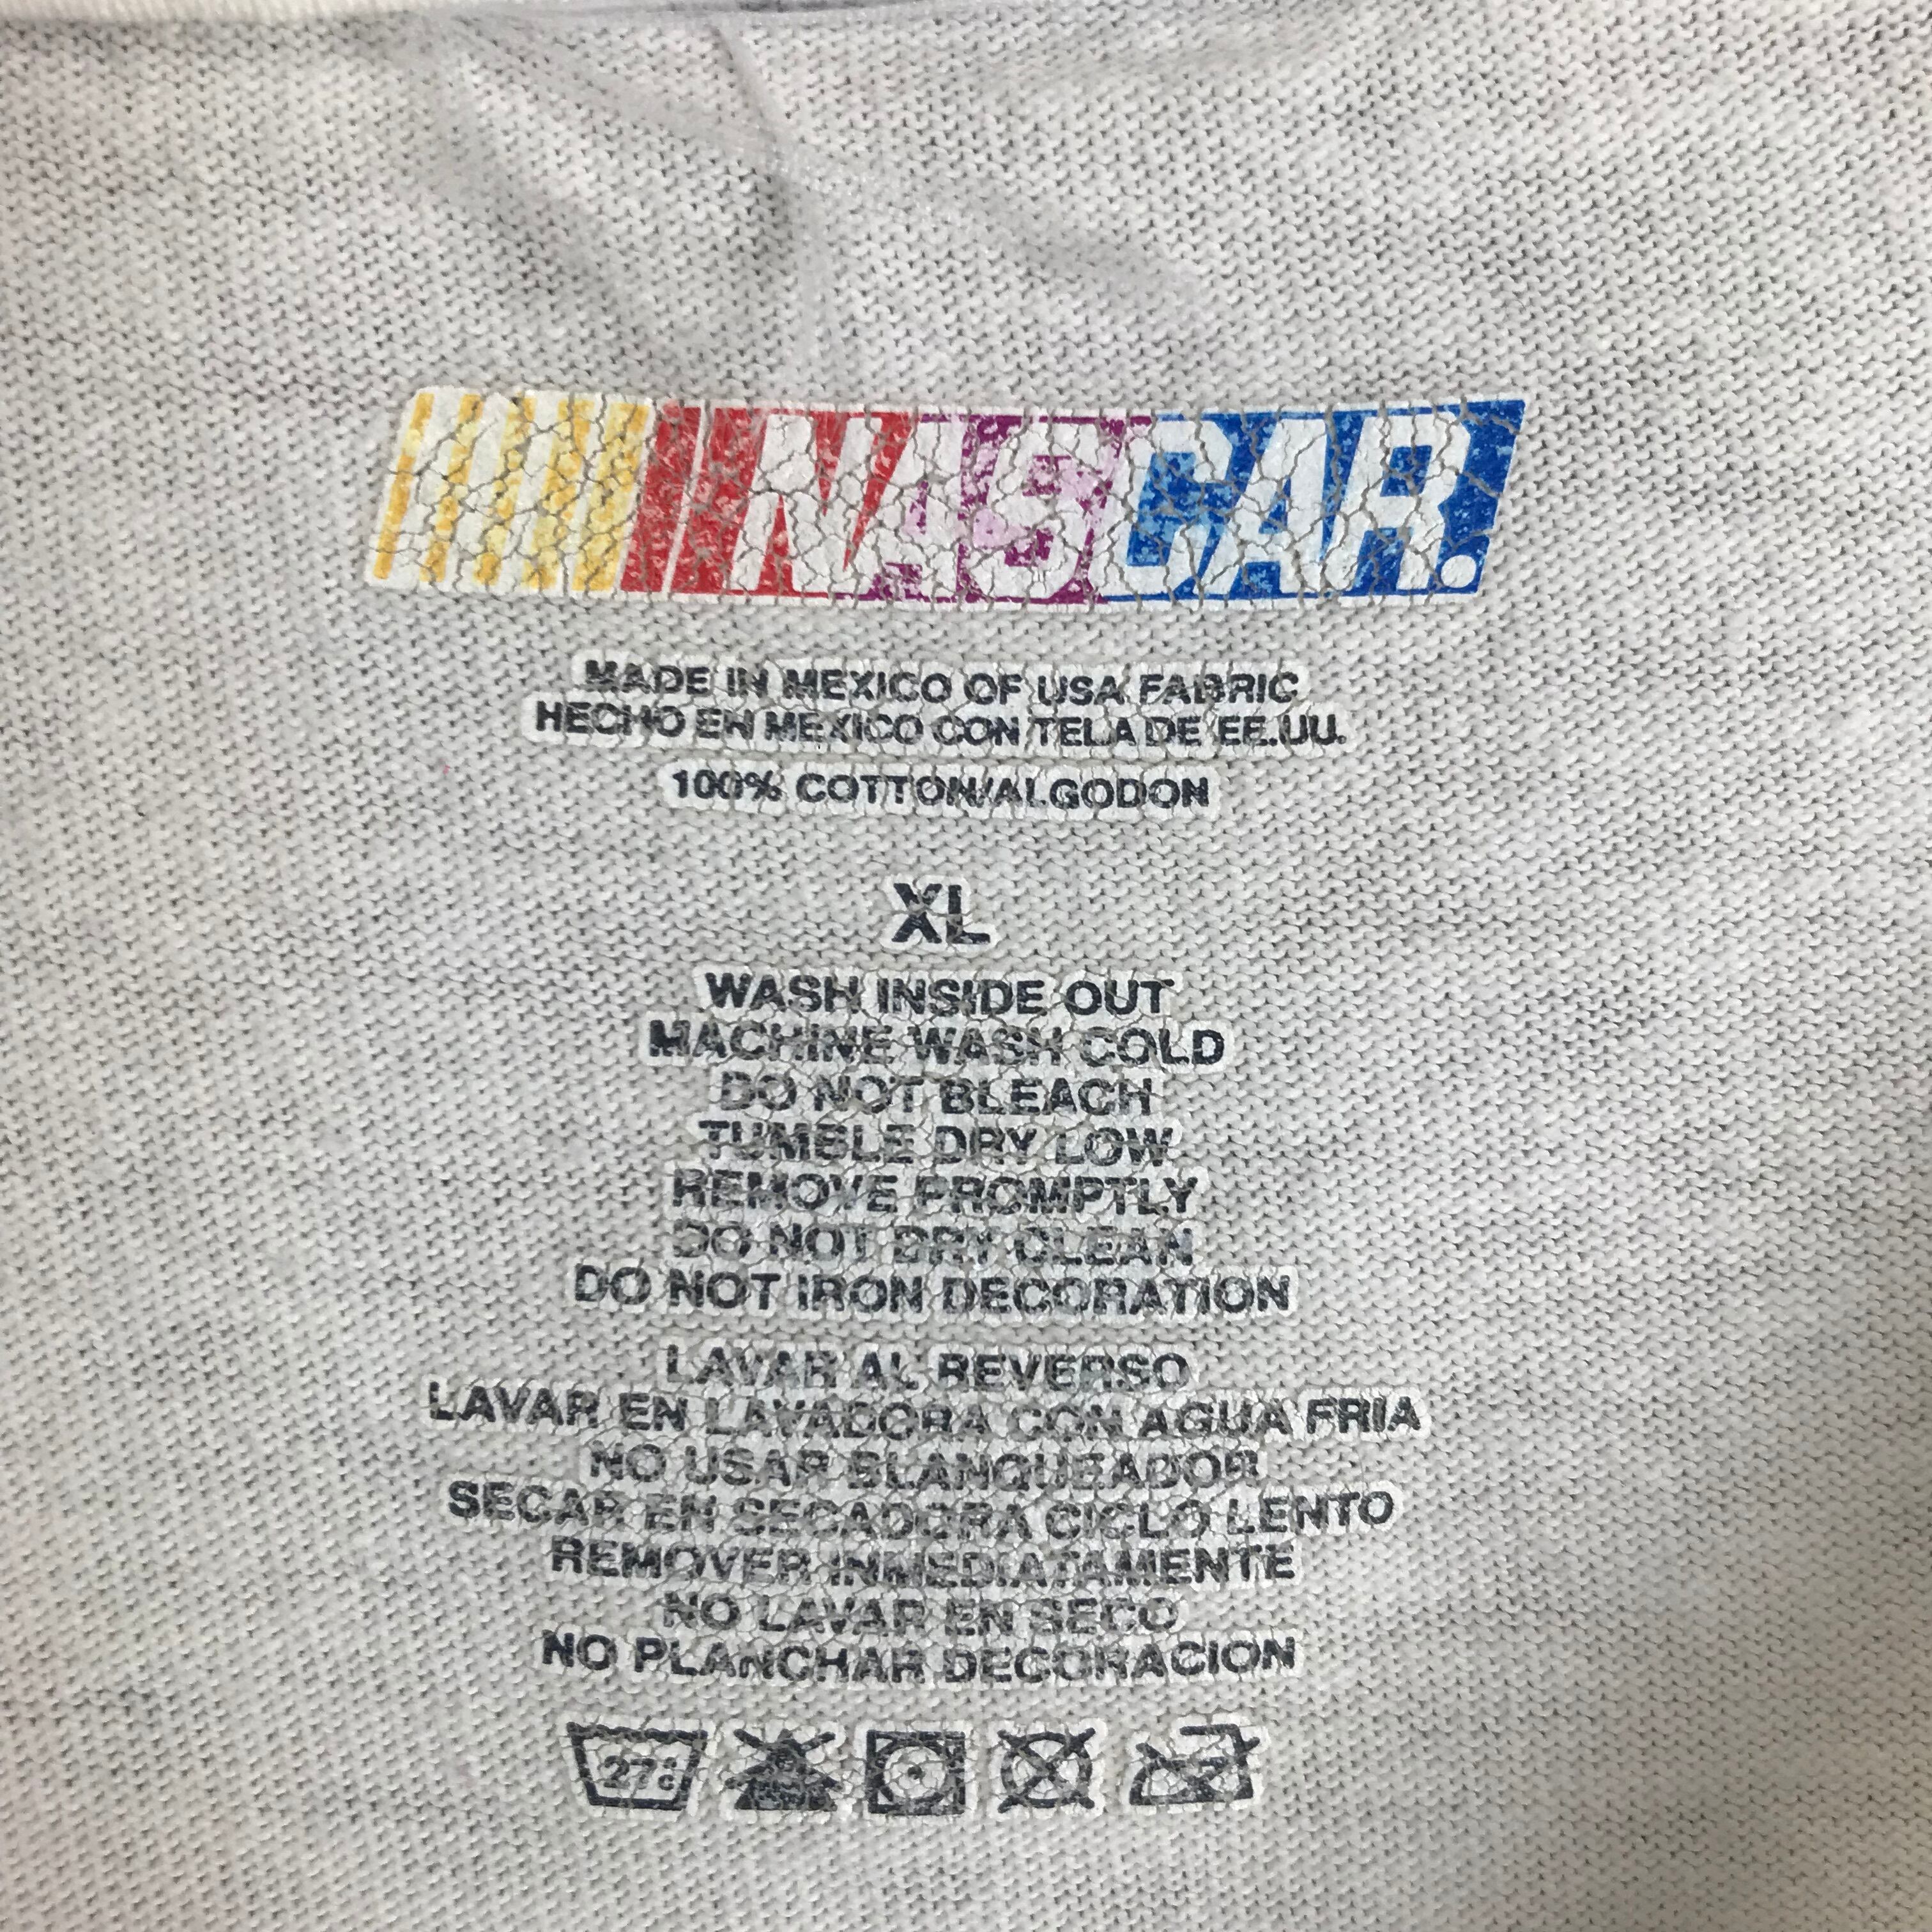 NASCAR.
MADE IN MEXICO OF USA FABRIC
HECHO EN MEXICO CON TELA DE EE.UU.
100% COTTON/ALGODON
XL
WASH INSIDE OUT
MACHINE WASH COLD
DO NOT BLEACH
TUMBLE DRY LOW
REMOVE PROMPTLY
DO NOT DRY CLEAN
DO NOT IRON DECORATION
LAVAR AL REVERSO
LAVAR EN LAVADORA CON AGUA FRIA
NO USAR BLANQUEADOR
SECAR EN SECADORA CICLO LENTO
REMOVER INMEDIATAMENTE
NO LAVAR EN SECO
NO PLANCHAR DECORACION
27°c